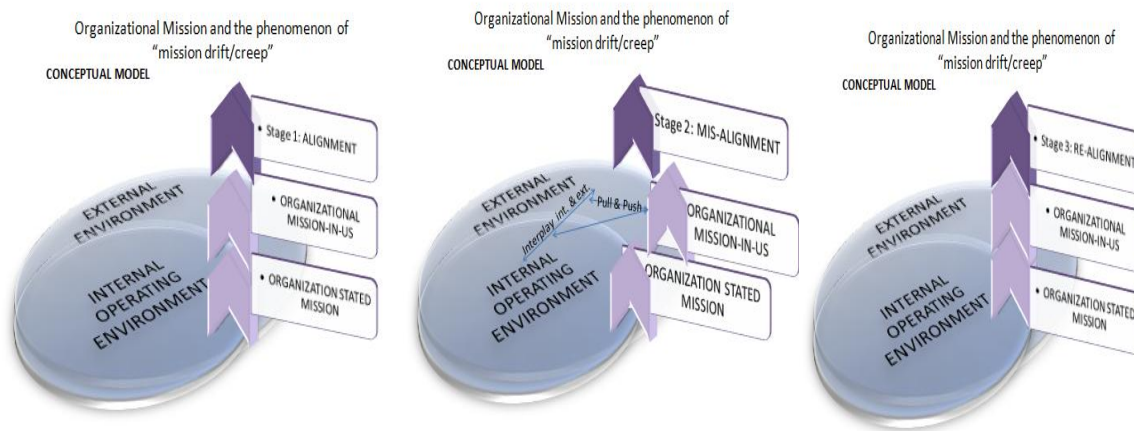 Organizational Mission and the phenomenon of
“mission drift/creep”
CONCEPTUAL MODEL
• Stage 1: ALIGNMENT
• ORGANIZATIONAL
MISSION-IN-US
• ORGANIZATION STATED
MISSION
EXTERNAL
ENVIRONMENT
INTERNAL
OPERATING
ENVIRONMENT
Organizational Mission and the phenomenon of
“mission drift/creep”
CONCEPTUAL MODEL
Stage 2: MIS-ALIGNMENT
ORGANIZATIONAL
MISSION-IN-US
ORGANIZATION STATED
MISSION
EXTERNAL
ENVIRONMENT
Pull & Push
Interplay int. & ext.
INTERNAL
OPERATING
ENVIRONMENT
Organizational Mission and the phenomenon of
“mission drift/creep”
CONCEPTUAL MODEL
• Stage 3: RE-ALIGNMENT
• ORGANIZATIONAL
MISSION-IN-US
• ORGANIZATION STATED
MISSION
EXTERNAL
ENVIRONMENT
INTERNAL
OPERATING
ENVIRONMENT